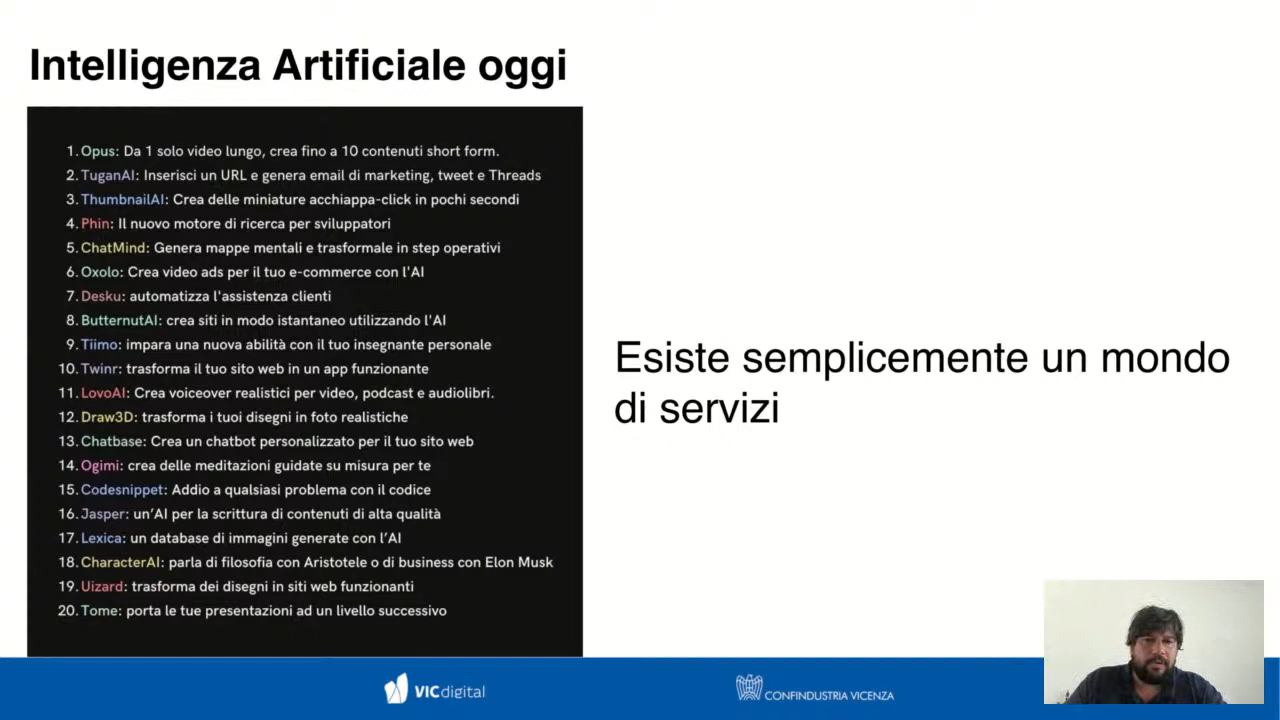 Intelligenza Artificiale oggi
1. Opus: Da 1 solo video lungo, crea fino a 10 contenuti short form.
2. TuganAI: Inserisci un URL e genera email di marketing, tweet e Threads
3. ThumbnailAI: Crea delle miniature acchiappa-click in pochi secondi
4. Phin: Il nuovo motore di ricerca per sviluppatori
5. ChatMind: Genera mappe mentali e trasformale in step operativi
6. Oxolo: Crea video ads per il tuo e-commerce con l'AI
7. Desku: automatizza l'assistenza clienti
8. ButternutAI: crea siti in modo istantaneo utilizzando l'AI
9. Tiimo: impara una nuova abilità con il tuo insegnante personale
10. Twinr: trasforma il tuo sito web in un app funzionante
11. LovoAI: Crea voiceover realistici per video, podcast e audiolibri.
12. Draw3D: trasforma i tuoi disegni in foto realistiche
13. Chatbase: Crea un chatbot personalizzato per il tuo sito web
14. Ogimi: crea delle meditazioni guidate su misura per te
15. Codesnippet: Addio a qualsiasi problema con il codice
16. Jasper: un’AI per la scrittura di contenuti di alta qualità
17. Lexica: un database di immagini generate con l’AI
18. CharacterAI: parla di filosofia con Aristotele o di business con Elon Musk
19. Uizard: trasforma dei disegni in siti web funzionanti
20. Tome: porta le tue presentazioni ad un livello successivo
Esiste semplicemente un mondo
di servizi
VICdigital
CONFINDUSTRIA VICENZA